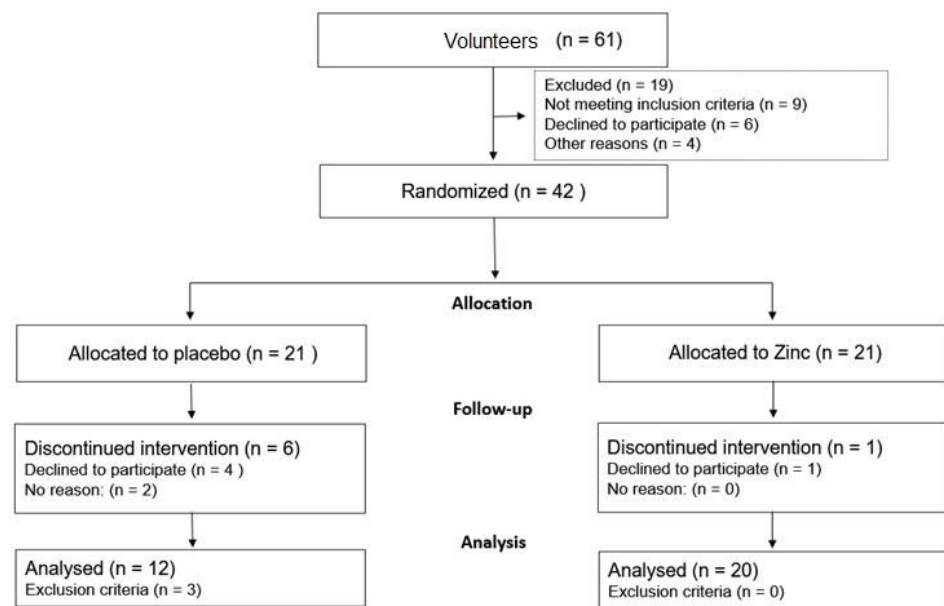 Volunteers (n = 61)
Excluded (n = 19)
Not meeting inclusion criteria (n = 9)
Declined to participate (n = 6)
Other reasons (n = 4)
Randomized (n = 42 )
Allocation
Allocated to placebo (n = 21 )
Allocated to Zinc (n = 21)
Follow-up
Discontinued intervention (n = 6)
Declined to participate (n = 4 )
No reason: (n = 2)
Discontinued intervention (n = 1)
Declined to participate (n = 1)
No reason: (n = 0)
Analysis
Analysed (n = 12)
Exclusion criteria (n = 3)
Analysed (n = 20)
Exclusion criteria (n = 0)